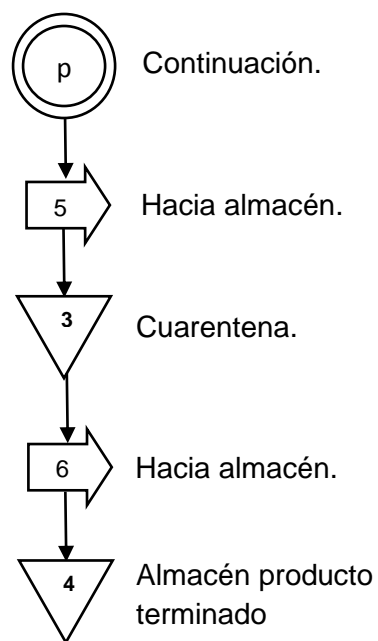 p
Continuación.
5
Hacia almacén.
3
Cuarentena.
6
Hacia almacén.
4
Almacén producto
terminado